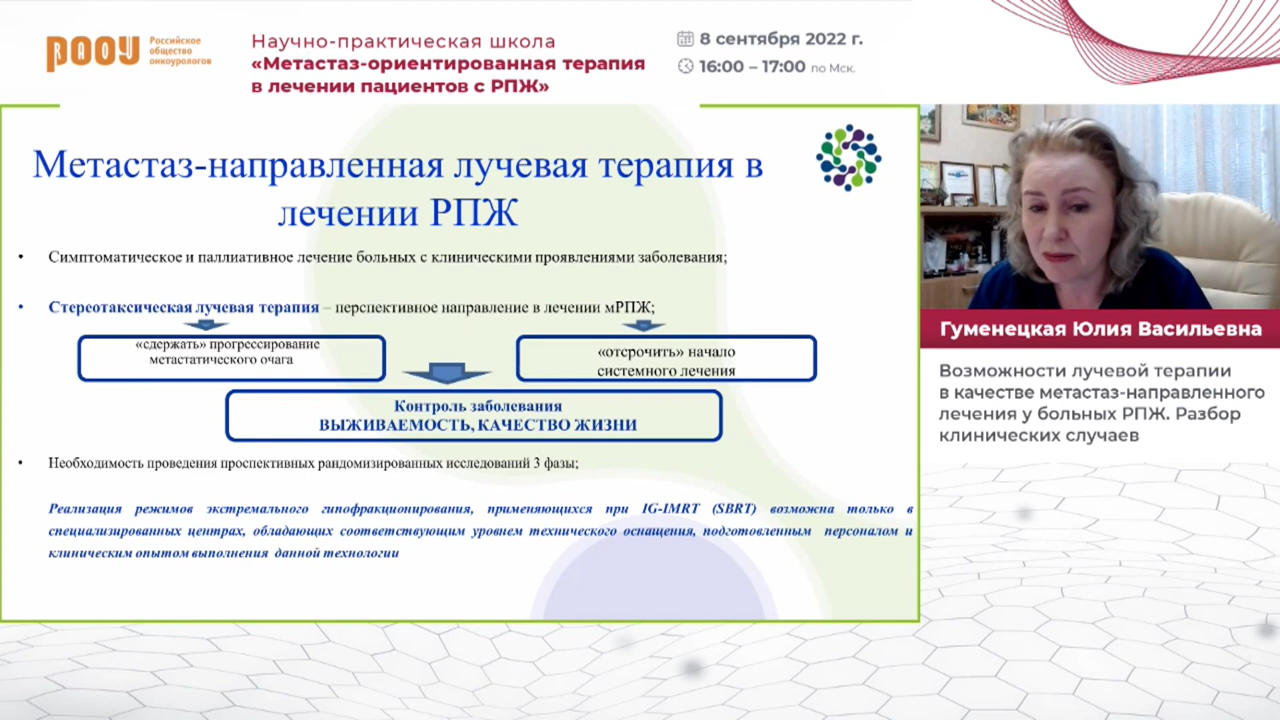 РАОУ
Российское
общество
онкоурологов
Научно-практическая школа
«Метастаз-ориентированная терапия
в лечении пациентов с РПЖ»
8 сентября 2022 г.
16:00 – 17:00 по Мск.
Метастаз-направленная лучевая терапия в
лечении РПЖ
• Симптоматическое и паллиативное лечение больных с клиническими проявлениями заболевания;
• Стереотаксическая лучевая терапия – перспективное направление в лечении мРПЖ;
«сдержать» прогрессирование
метастатического очага
«отсрочить» начало
системного лечения
Контроль заболевания
ВЫЖИВАЕМОСТЬ, КАЧЕСТВО ЖИЗНИ
• Необходимость проведения проспективных рандомизированных исследований 3 фазы;
Реализация режимов экстремального гипофракционирования, применяющихся при IG-IMRT (SBRT) возможна только в
специализированных центрах, обладающих соответствующим уровнем технического оснащения, подготовленным персоналом и
клиническим опытом выполнения данной технологии
Гуменецкая Юлия Васильевна
Возможности лучевой терапии
в качестве метастаз-направленного
лечения у больных РПЖ. Разбор
клинических случаев